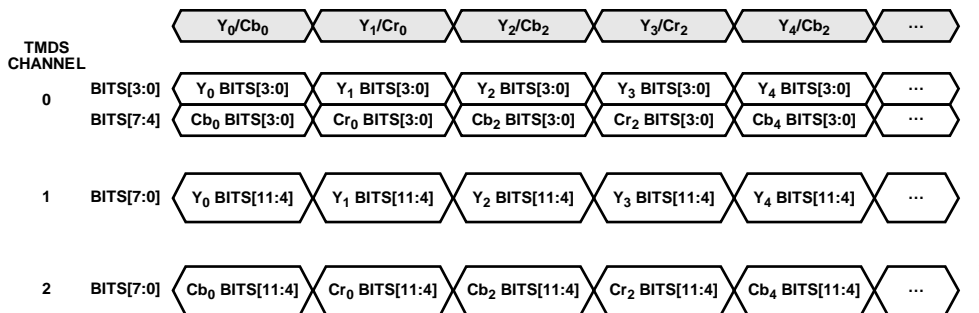 Y0/Cb0 Y1/Cr0 Y2/Cb2 Y3/Cr2 Y4/Cb2 ...
TMDS
CHANNEL
0
BITS[3:0] Y0 BITS[3:0] Y1 BITS[3:0] Y2 BITS[3:0] Y3 BITS[3:0] Y4 BITS[3:0] ...
BITS[7:4] Cb0 BITS[3:0] Cr0 BITS[3:0] Cb2 BITS[3:0] Cr2 BITS[3:0] Cb4 BITS[3:0] ...
1 BITS[7:0] Y0 BITS[11:4] Y1 BITS[11:4] Y2 BITS[11:4] Y3 BITS[11:4] Y4 BITS[11:4] ...
2 BITS[7:0] Cb0 BITS[11:4] Cr0 BITS[11:4] Cb2 BITS[11:4] Cr2 BITS[11:4] Cb4 BITS[11:4] ...